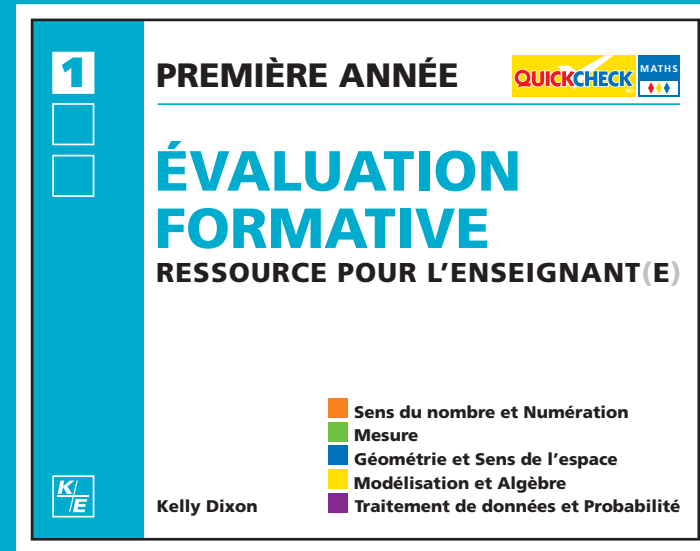 1
PREMIÈRE ANNÉE
QUICKCHECK MATHS
ÉVALUATION
FORMATIVE
RESSOURCE POUR L’ENSEIGNANT(E)
Sens du nombre et Numération
Mesure
Géométrie et Sens de l’espace
Modélisation et Algèbre
Traitement de données et Probabilité
Kelly Dixon
K/E